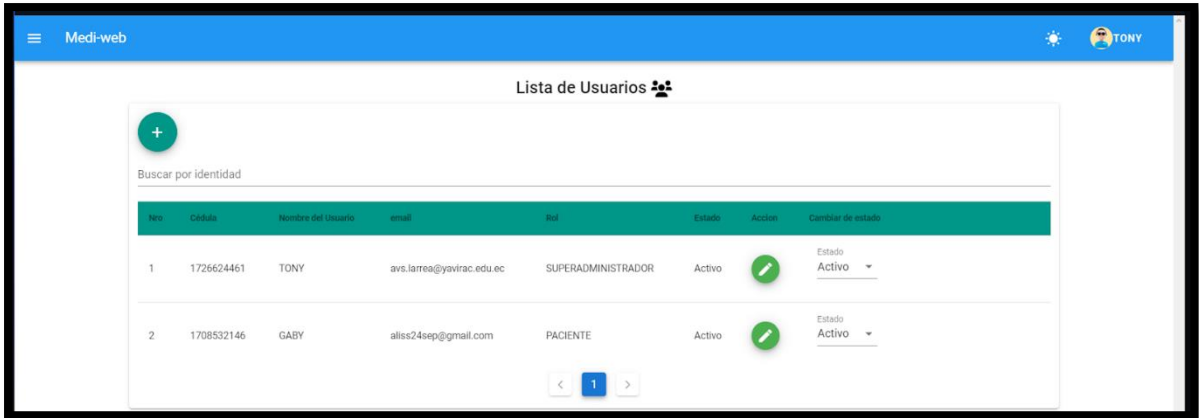 Medi-web TONY
Lista de Usuarios
+
Buscar por identidad
Nro Cédula Nombre del Usuario email Rol Estado Accion Cambiar de estado
Estado
1 1726624461 TONY avs.larrea@yavirac.edu.ec SUPERADMINISTRADOR Activo Activo
Estado
2 1708532146 GABY aliss24sep@gmail.com PACIENTE Activo Activo
< 1 >